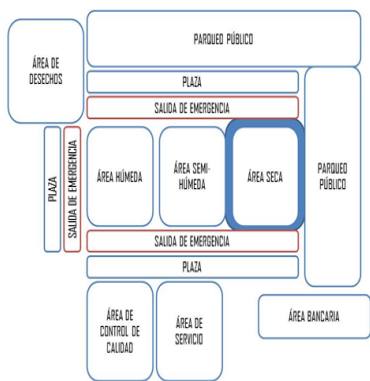 ÁREA DE
DESECHOS
PARQUEO PÚBLICO
PLAZA
SALIDA DE EMERGENCIA
PLAZA
SALIDA DE EMERGENCIA
ÁREA HÚMEDA
ÁREA SEMI-
HÚMEDA
ÁREA SECA
PARQUEO
PÚBLICO
SALIDA DE EMERGENCIA
PLAZA
ÁREA DE
CONTROL DE
CALIDAD
ÁREA DE
SERVICIO
ÁREA BANCARIA